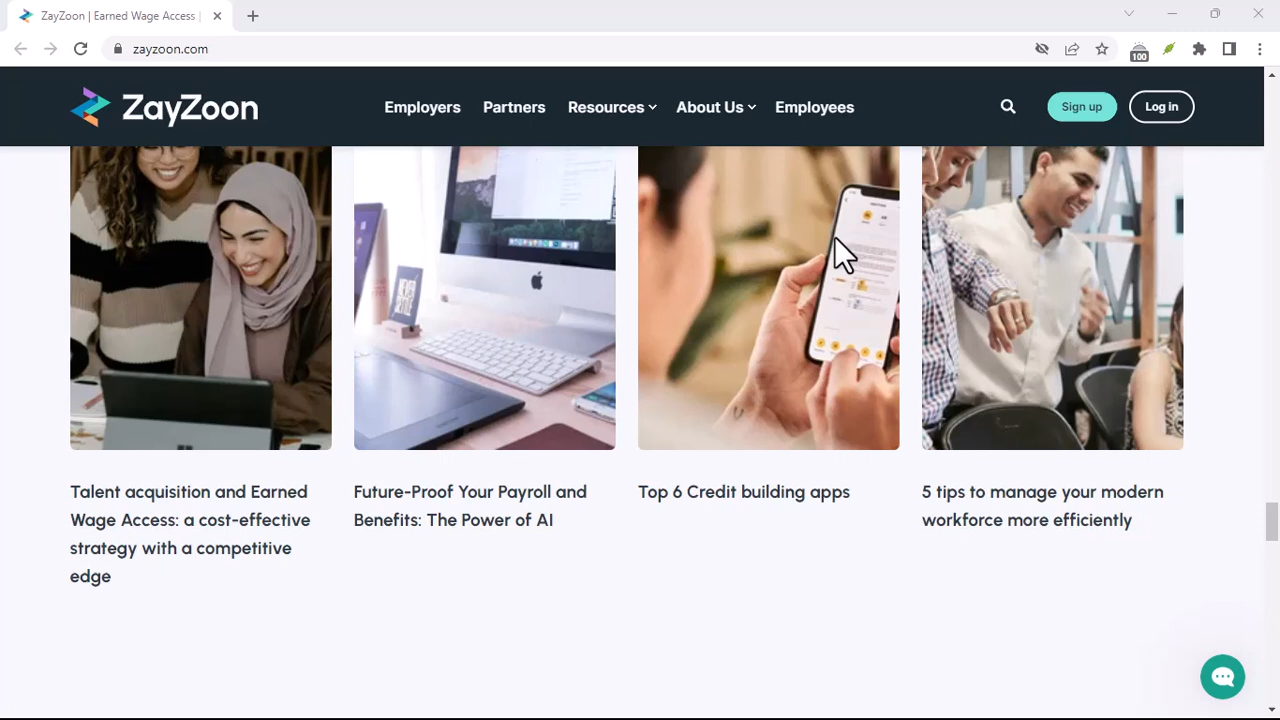 ZayZoon | Earned Wage Access |
zayzoon.com
100
ZayZoon
Employers
Partners
Resources
About Us
Employees
Sign up
Log in
Talent acquisition and Earned
Wage Access: a cost-effective
strategy with a competitive
edge
Future-Proof Your Payroll and
Benefits: The Power of AI
Top 6 Credit building apps
5 tips to manage your modern
workforce more efficiently